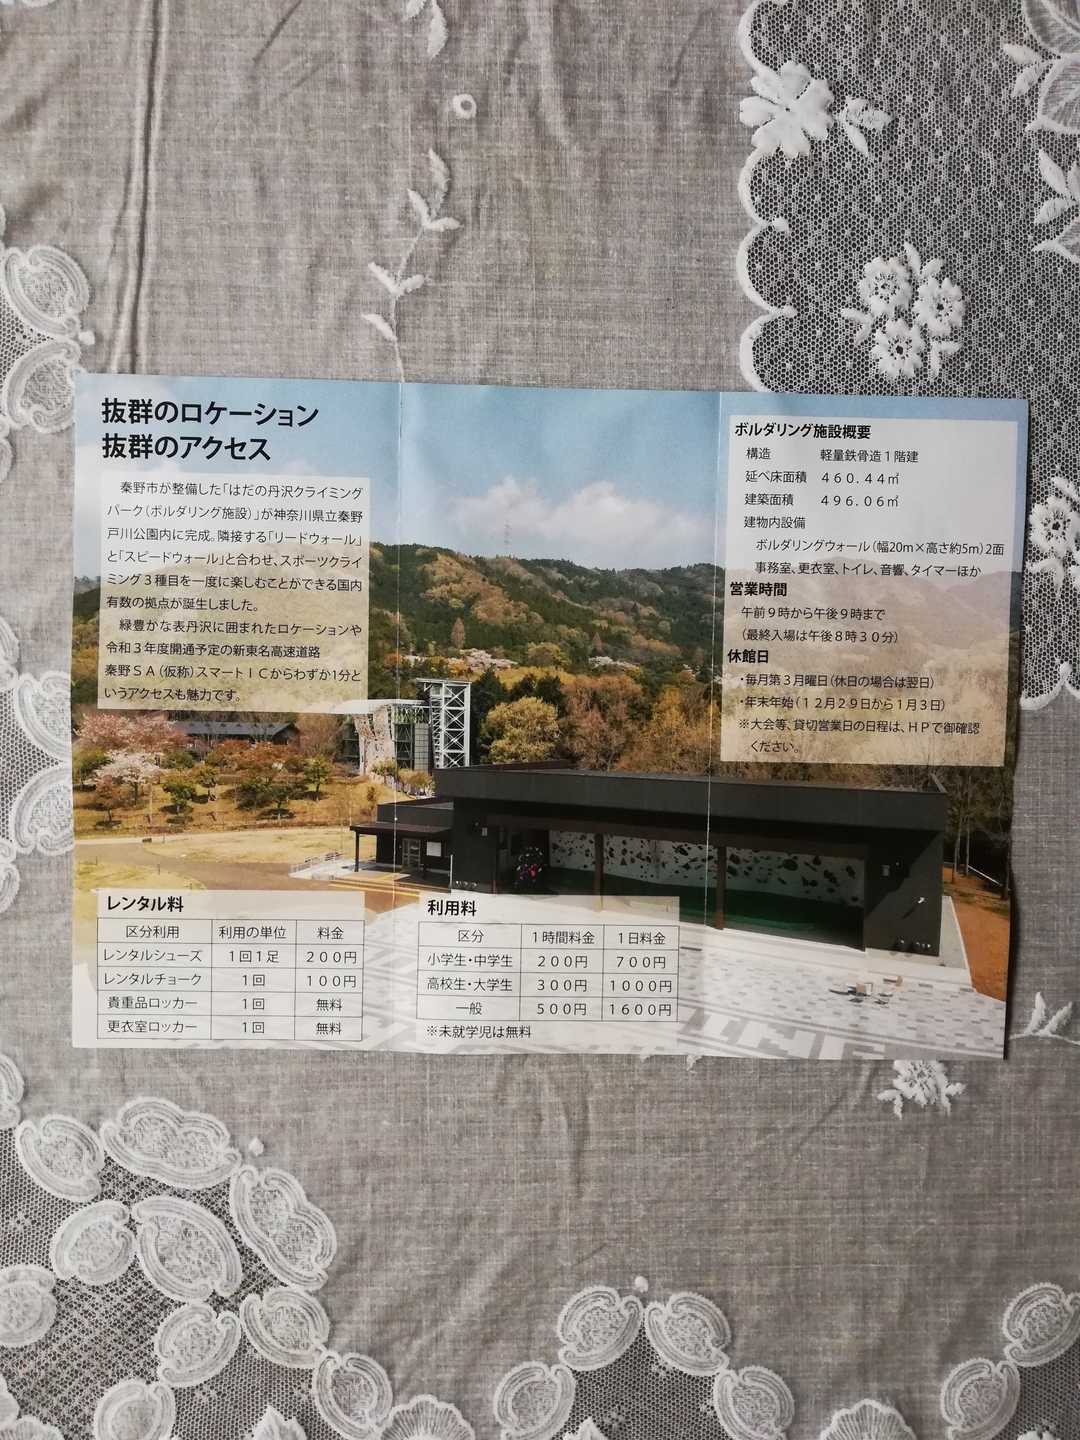 抜群のロケーション
抜群のアクセス
秦野市が整備した「はだの丹沢クライミング
パーク（ボルダリング施設）」が神奈川県立秦野
戸川公園内に完成。隣接する「リードウォール」
と「スピードウォール」と合わせ、スポーツクライ
ミング３種目を一度に楽しむことができる国内
有数の拠点が誕生しました。
緑豊かな表丹沢に囲まれたロケーションや
令和３年度開通予定の新東名高速道路
秦野ＳＡ（仮称）スマートＩＣからわずか1分と
いうアクセスも魅力です。
レンタル料
区分利用 利用の単位 料金
レンタルシューズ １回１足 ２００円
レンタルチョーク １回 １００円
貴重品ロッカー １回 無料
更衣室ロッカー １回 無料
利用料
区分 １時間料金 １日料金
小学生・中学生 ２００円 ７００円
高校生・大学生 ３００円 １０００円
一般 ５００円 １６００円
※未就学児は無料
ボルダリング施設概要
構造 軽量鉄骨造１階建
延べ床面積 ４６０．４４㎡
建築面積 ４９６．０６㎡
建物内設備
ボルダリングウォール（幅20m×高さ約5m）2面
事務室、更衣室、トイレ、音響、タイマーほか
営業時間
午前９時から午後９時まで
（最終入場は午後８時３０分）
休館日
・毎月第３月曜日（休日の場合は翌日）
・年末年始（１２月２９日から１月３日）
※大会等、貸切営業日の日程は、ＨＰで御確認
ください。